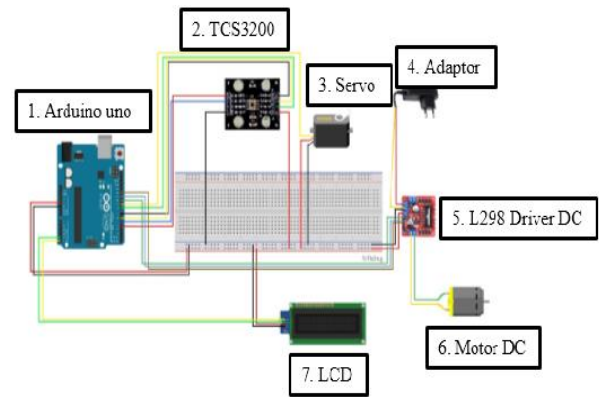 2. TCS3200
3. Servo
4. Adaptor
1. Arduino uno
5. L298 Driver DC
6. Motor DC
7. LCD